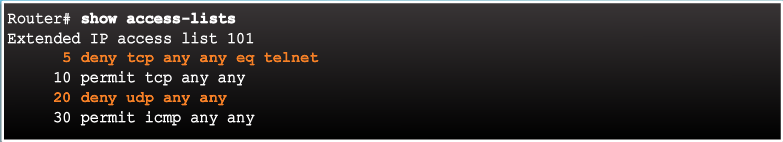 Router# show access-lists
Extended IP access list 101
5 deny tcp any any eq telnet
10 permit tcp any any
20 deny udp any any
30 permit icmp any any